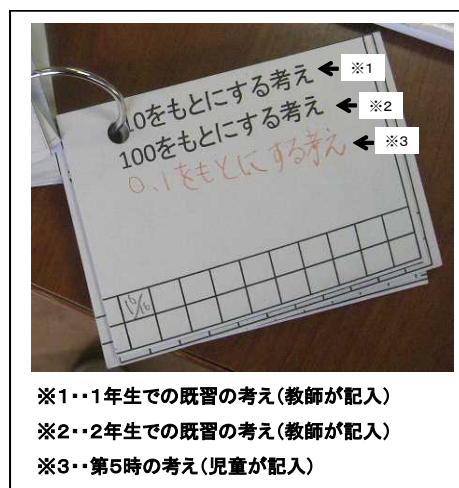 10をもとにする考え ※1
100をもとにする考え ※2
0.1をもとにする考え ※3
10/16
※1‥1年生での既習の考え(教師が記入)
※2‥2年生での既習の考え(教師が記入)
※3‥第5時の考え(児童が記入)